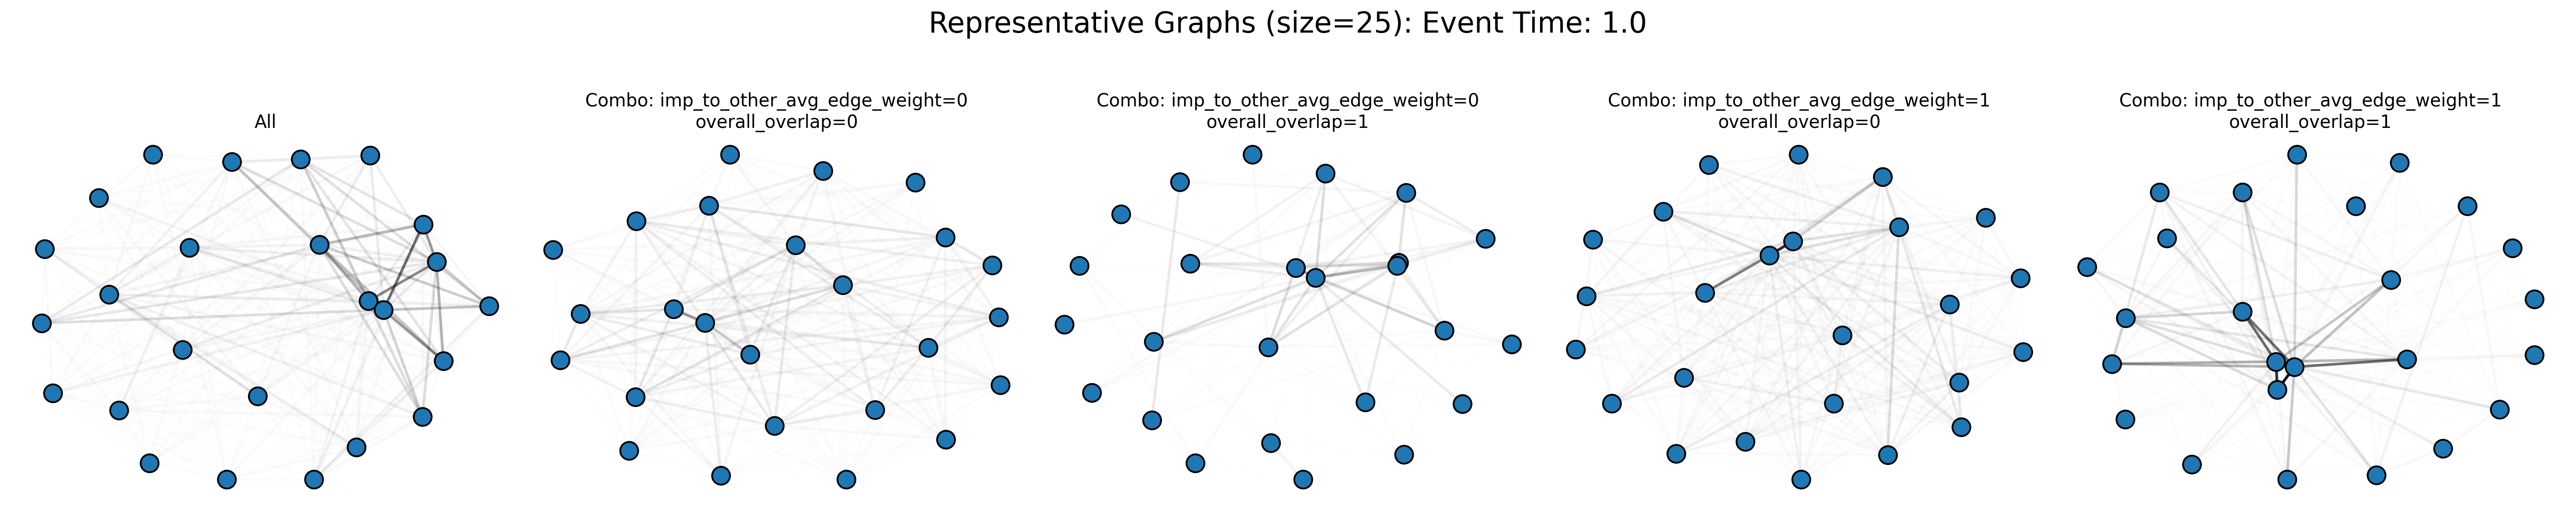 Representative Graphs (size=25): Event Time: 1.0
All
Combo: imp_to_other_avg_edge_weight=0
overall_overlap=0
Combo: imp_to_other_avg_edge_weight=0
overall_overlap=1
Combo: imp_to_other_avg_edge_weight=1
overall_overlap=0
Combo: imp_to_other_avg_edge_weight=1
overall_overlap=1